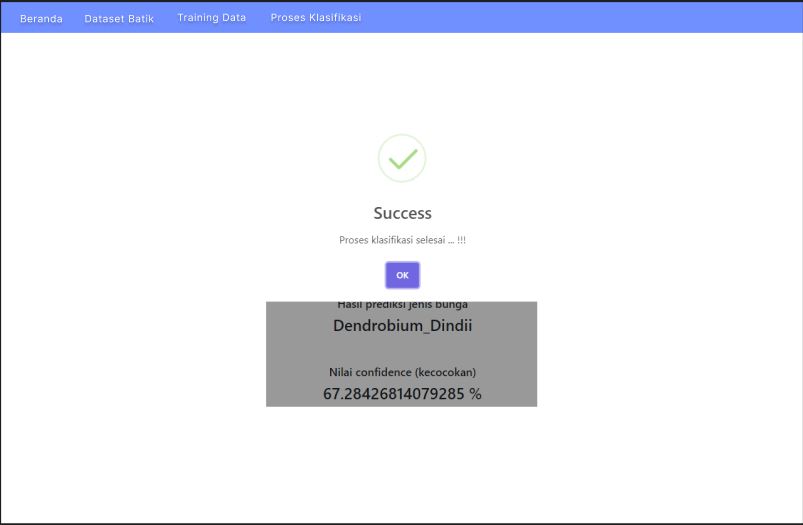 Beranda Dataset Batik Training Data Proses Klasifikasi
Success
Proses klasifikasi selesai ... !!!
OK
Hasil prediksi jenis bunga
Dendrobium_Dindii
Nilai confidence (kecocokan)
67.28426814079285 %